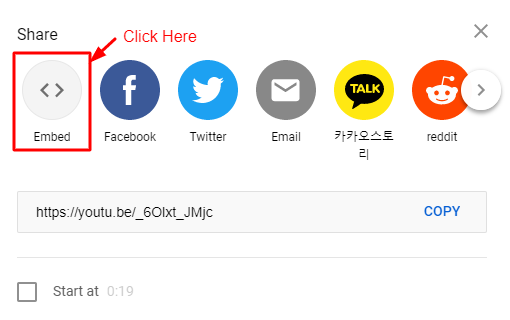 Share
Click Here
TALK
Embed
Facebook
Twitter
Email
카카오스토
리
reddit
https://youtu.be/_6OIxt_JMjc
COPY
Start at 0:19